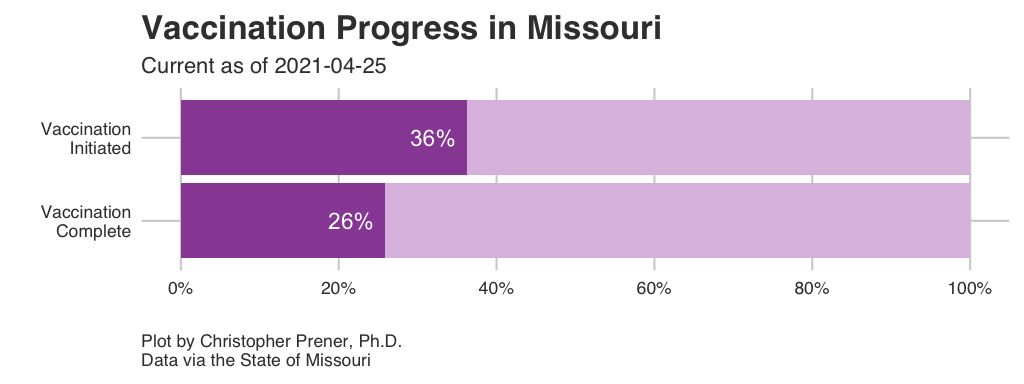 Vaccination Progress in Missouri
Current as of 2021-04-25
Vaccination
Initiated
36%
Vaccination
Complete
26%
0% 20% 40% 60% 80% 100%
Plot by Christopher Prener, Ph.D.
Data via the State of Missouri